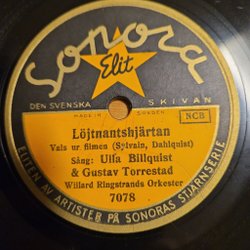 Sonora
Elit
DEN SVENSKA SKIVAN
MADE IN SWEDEN
NCB
Löjtnantshjärtan
Vals ur filmen (Sylvain, Dahlquist)
Sång: Ulla Billquist
& Gustav Torrestad
Willard Ringstrands Orkester
7078
ELITEN AV ARTISTER PÅ SONORAS STJÄRNSERIE